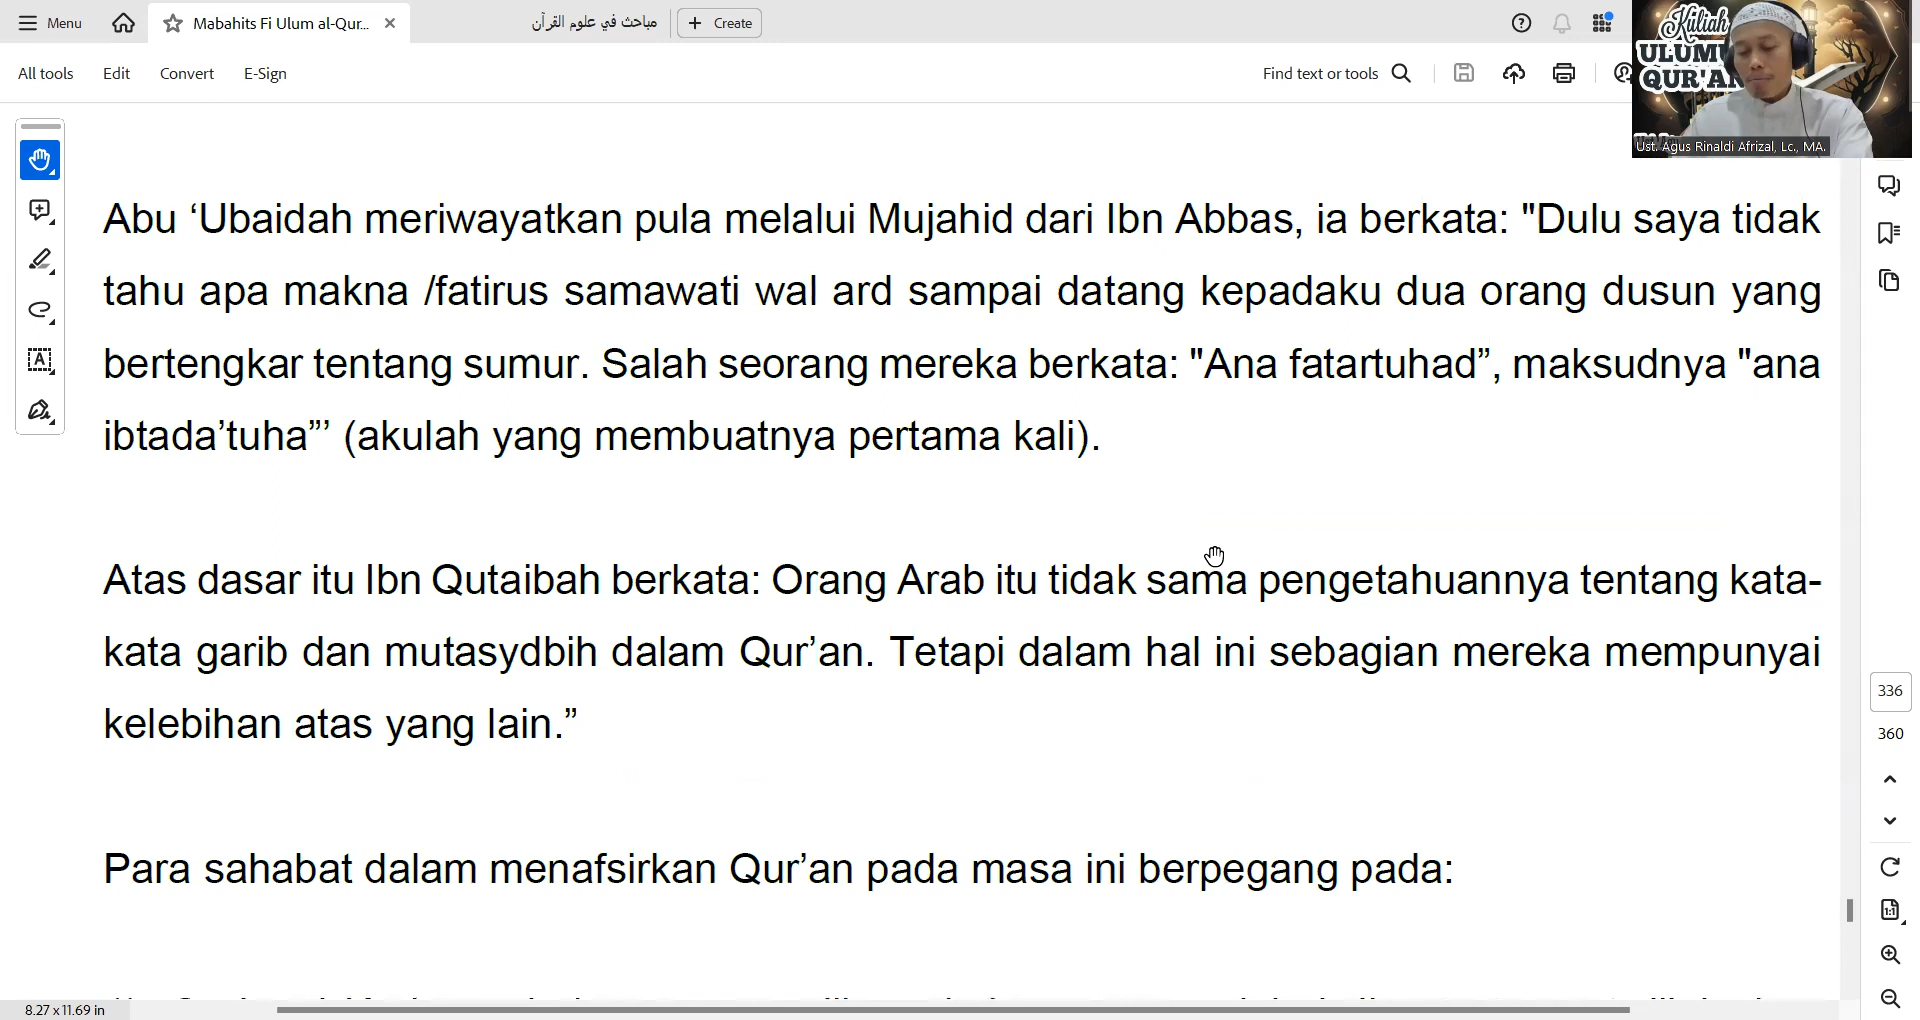 Menu
Mabahits Fi Ulum al-Qur...
مباحث في علوم القرآن
Create
All tools
Edit
Convert
E-Sign
Find text or tools
Kuliah
ULUMU
QUR'AN
Ust. Agus Rinaldi Afrizal, Lc., MA.
Abu ‘Ubaidah meriwayatkan pula melalui Mujahid dari Ibn Abbas, ia berkata: "Dulu saya tidak
tahu apa makna /fatirus samawati wal ard sampai datang kepadaku dua orang dusun yang
bertengkar tentang sumur. Salah seorang mereka berkata: "Ana fatartuhad”, maksudnya "ana
ibtada’tuha”’ (akulah yang membuatnya pertama kali).
Atas dasar itu Ibn Qutaibah berkata: Orang Arab itu tidak sama pengetahuannya tentang kata-
kata garib dan mutasydbih dalam Qur’an. Tetapi dalam hal ini sebagian mereka mempunyai
kelebihan atas yang lain.”
Para sahabat dalam menafsirkan Qur’an pada masa ini berpegang pada:
336
360
8.27 x 11.69 in